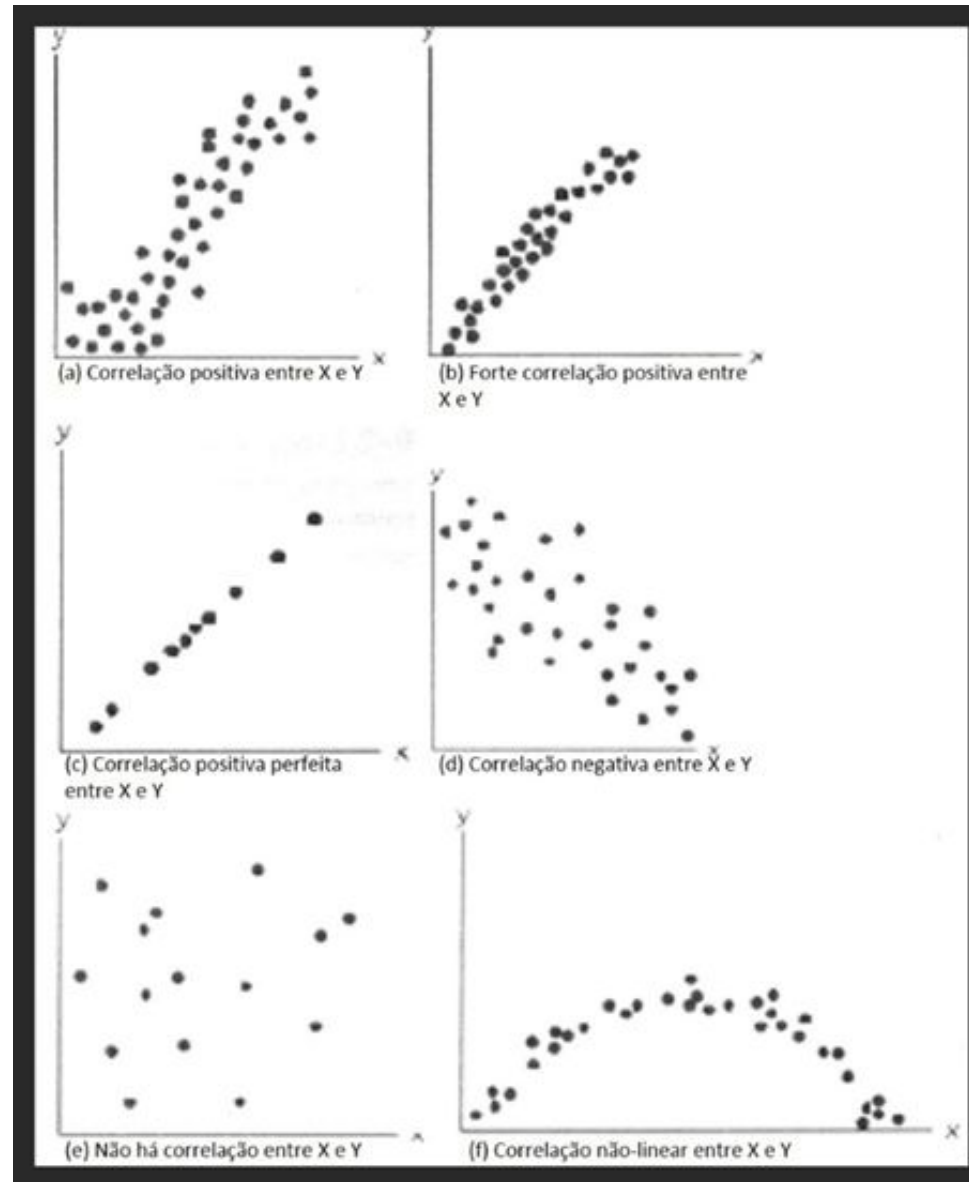 y
y
x
x
(a) Correlação positiva entre X e Y
(b) Forte correlação positiva entre
X e Y
y
y
x
x
(c) Correlação positiva perfeita
entre X e Y
(d) Correlação negativa entre X e Y
y
y
x
(e) Não há correlação entre X e Y
(f) Correlação não-linear entre X e Y